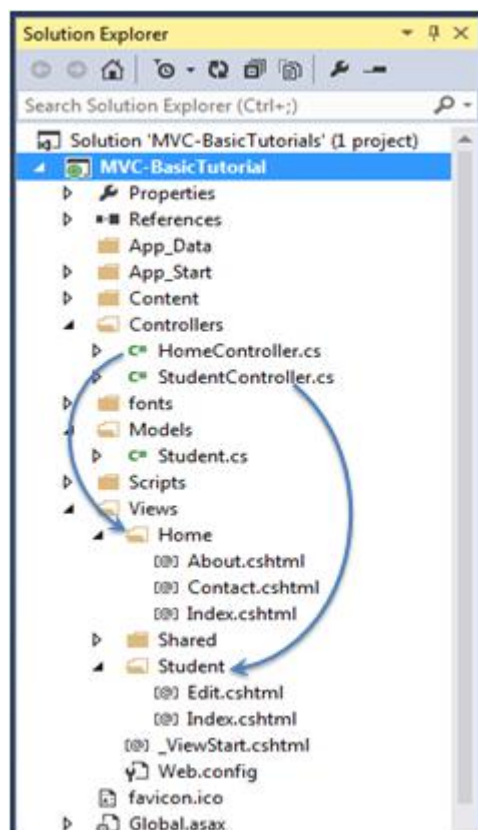 Solution Explorer
Search Solution Explorer (Ctrl+;)
Solution 'MVC-BasicTutorials' (1 project)
MVC-BasicTutorial
Properties
References
App_Data
App_Start
Content
Controllers
C# HomeController.cs
C# StudentController.cs
fonts
Models
C# Student.cs
Scripts
Views
Home
[@] About.cshtml
[@] Contact.cshtml
[@] Index.cshtml
Shared
Student
[@] Edit.cshtml
[@] Index.cshtml
[@] _ViewStart.cshtml
Web.config
favicon.ico
Global.asax